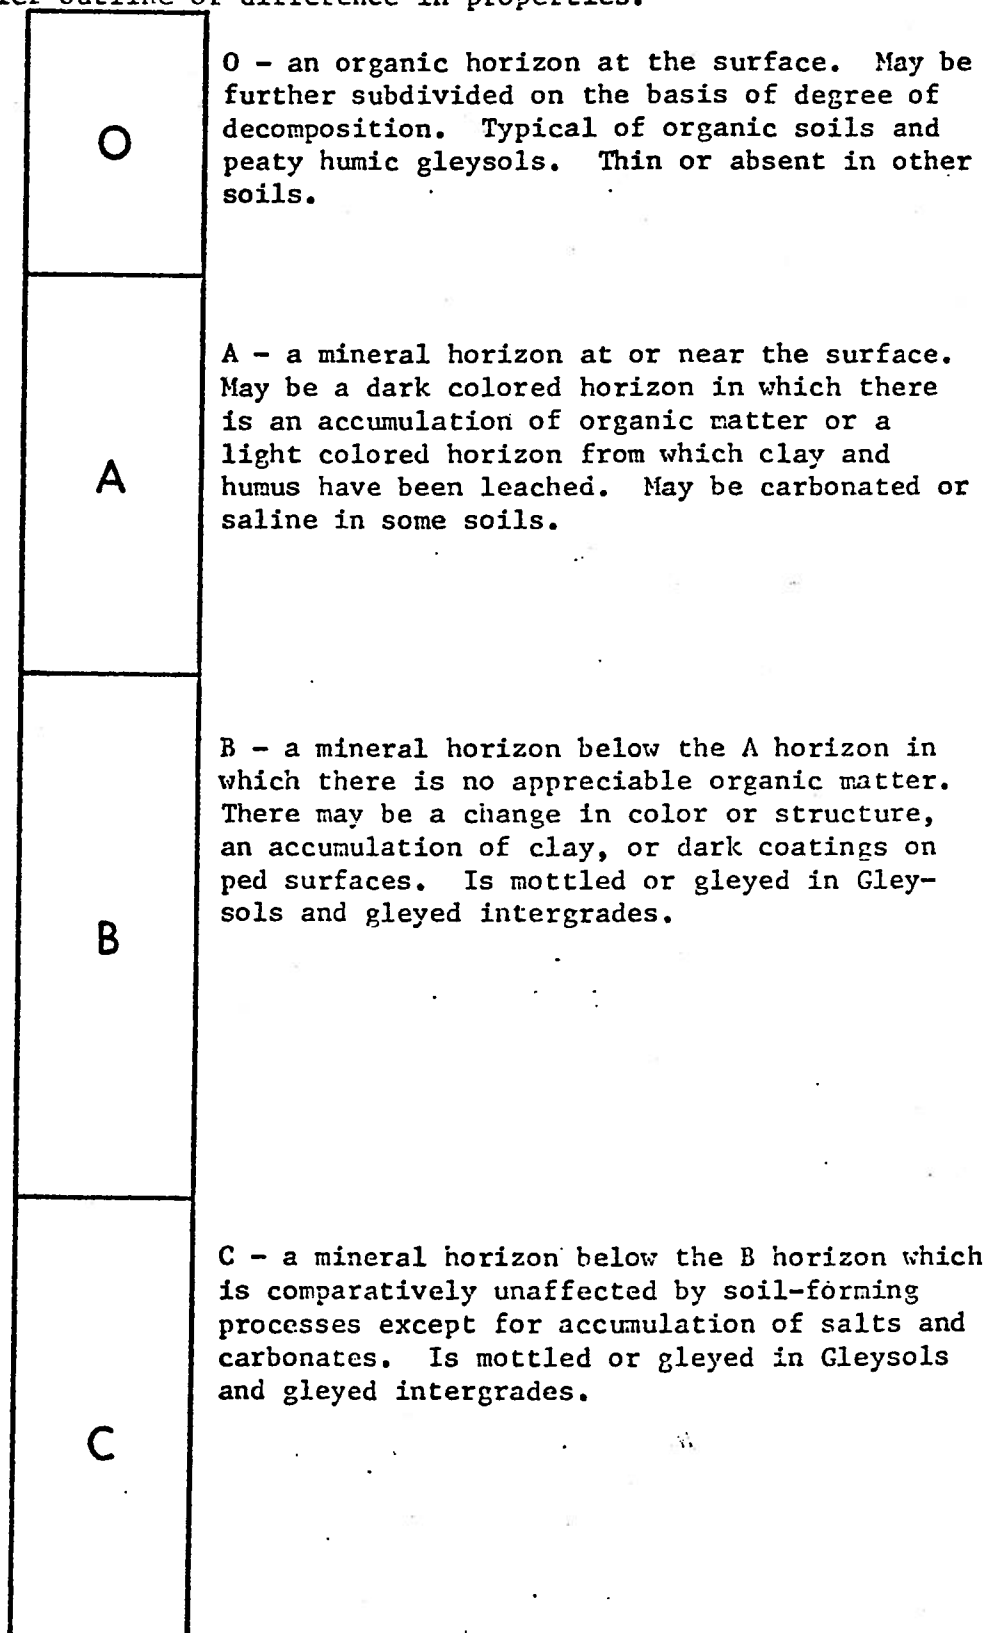 outline or difference in properties.
O
O - an organic horizon at the surface. May be
further subdivided on the basis of degree of
decomposition. Typical of organic soils and
peaty humic gleysols. Thin or absent in other
soils.
A
A - a mineral horizon at or near the surface.
May be a dark colored horizon in which there
is an accumulation of organic matter or a
light colored horizon from which clay and
humus have been leached. May be carbonated or
saline in some soils.
B
B - a mineral horizon below the A horizon in
which there is no appreciable organic matter.
There may be a change in color or structure,
an accumulation of clay, or dark coatings on
ped surfaces. Is mottled or gleyed in Gley-
sols and gleyed intergrades.
C
C - a mineral horizon below the B horizon which
is comparatively unaffected by soil-forming
processes except for accumulation of salts and
carbonates. Is mottled or gleyed in Gleysols
and gleyed intergrades.